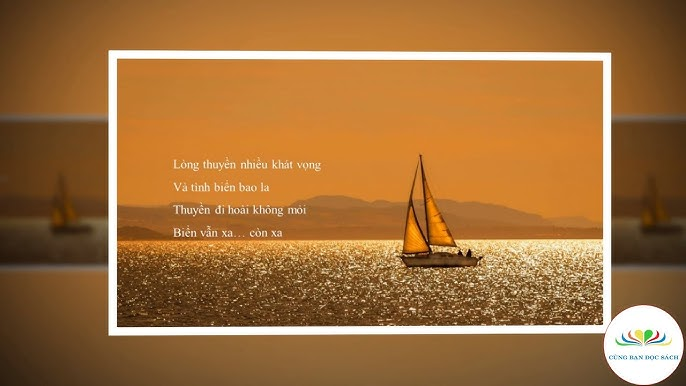 Lòng thuyền nhiều khát vọng
Và tình biển bao la
Thuyền đi hoài không mỏi
Biển vẫn xa... còn xa
CÙNG BẠN ĐỌC SÁCH